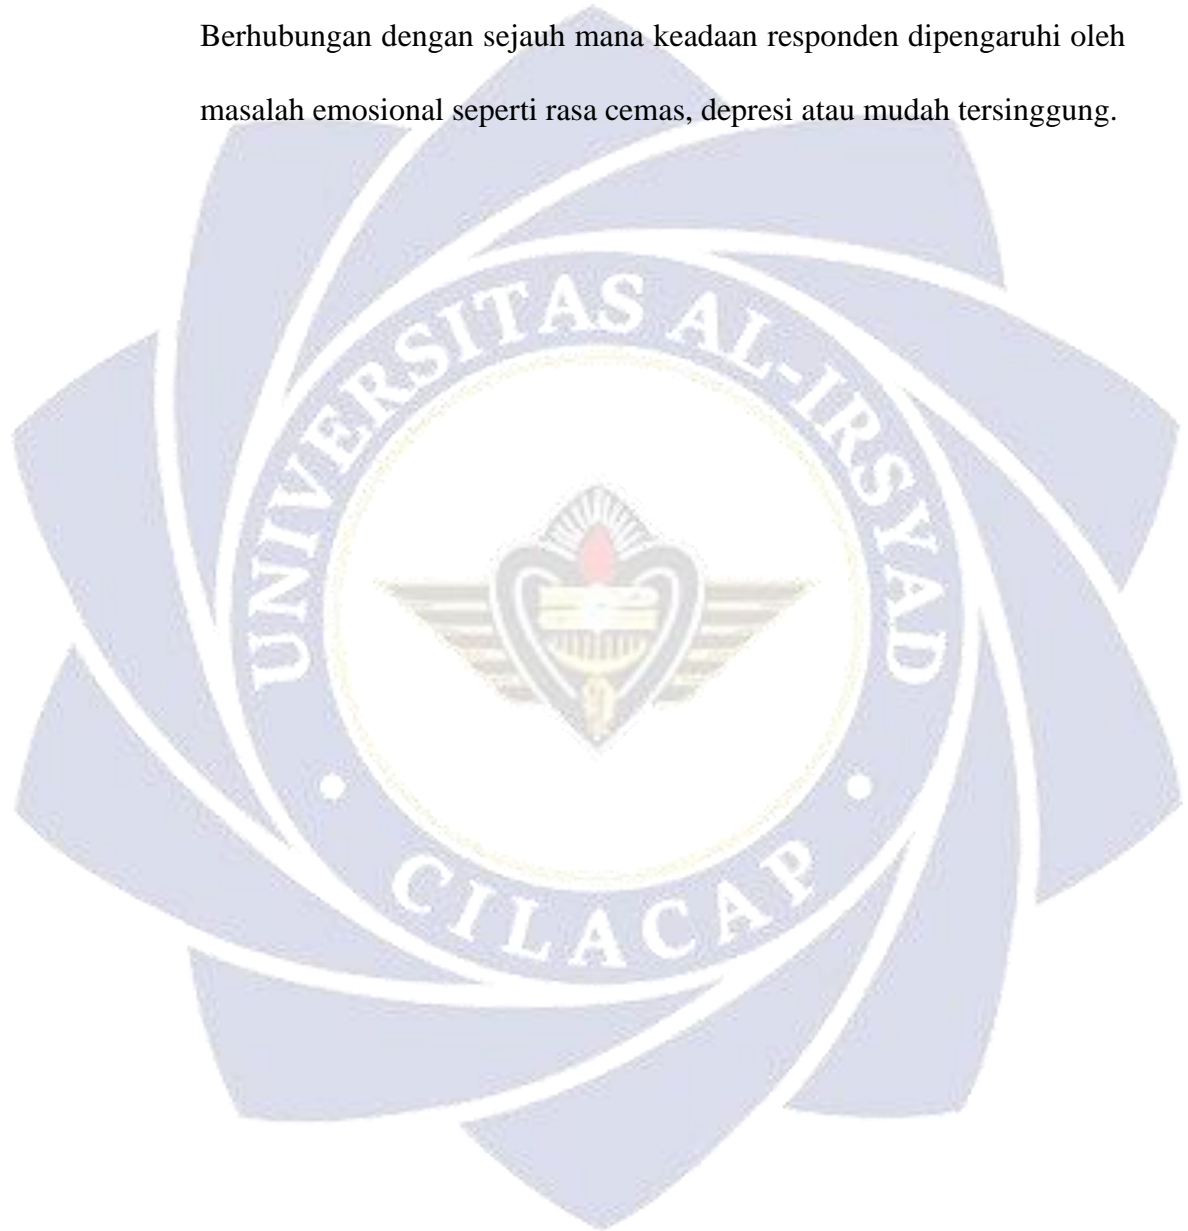 Berhubungan dengan sejauh mana keadaan responden dipengaruhi oleh
masalah emosional seperti rasa cemas, depresi atau mudah tersinggung.
UNIVERSITAS AL-IRSYAD
CILACAP